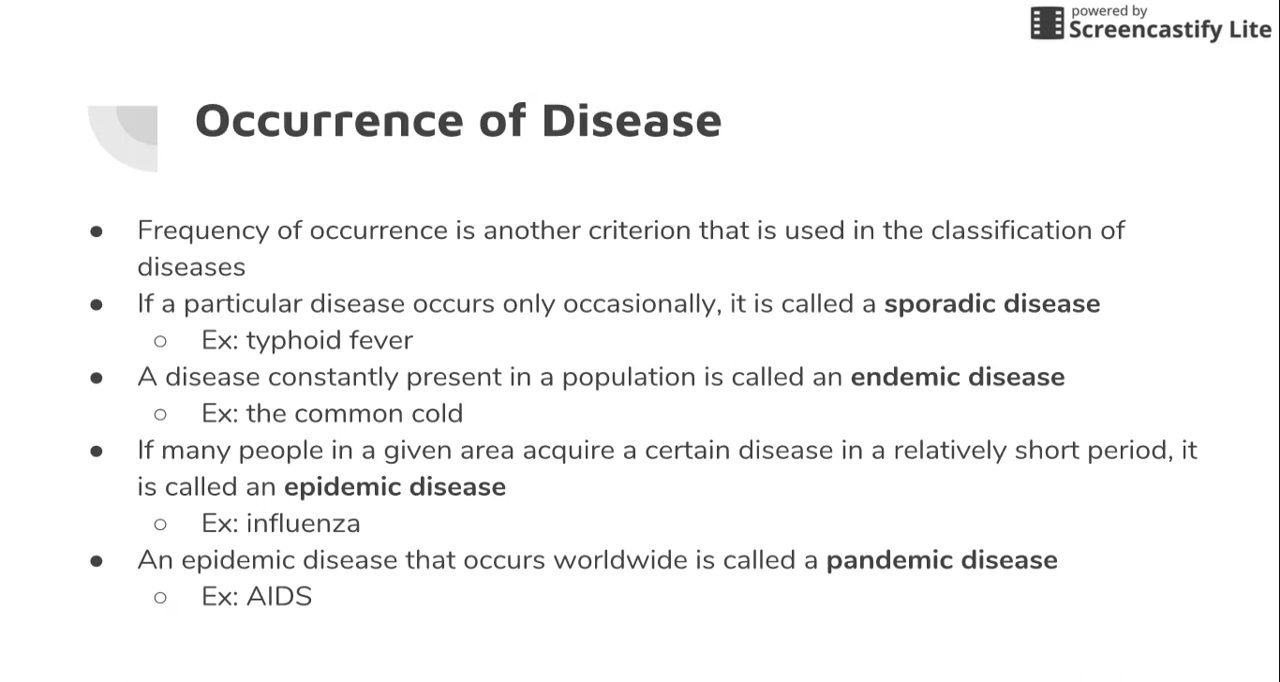 powered by
Screencastify Lite
Occurrence of Disease
● Frequency of occurrence is another criterion that is used in the classification of
diseases
● If a particular disease occurs only occasionally, it is called a sporadic disease
○ Ex: typhoid fever
● A disease constantly present in a population is called an endemic disease
○ Ex: the common cold
● If many people in a given area acquire a certain disease in a relatively short period, it
is called an epidemic disease
○ Ex: influenza
● An epidemic disease that occurs worldwide is called a pandemic disease
○ Ex: AIDS